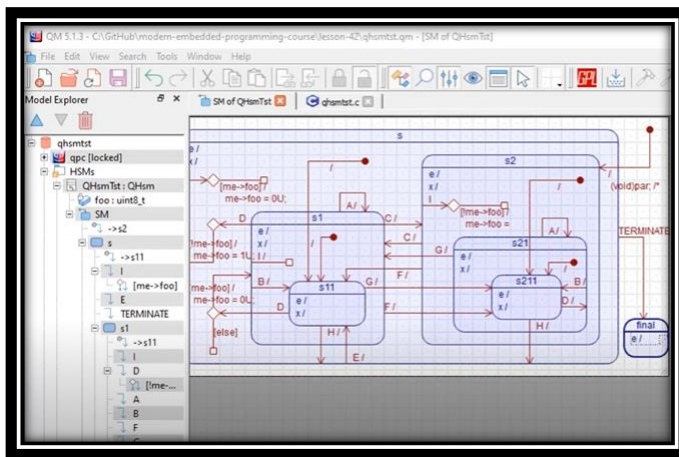 QM 5.1.3 - C:\GitHub\modern-embedded-programming-course\lesson-42\qhsmtst.qm - [SM of QHsmTst]
File Edit View Search Tools Window Help
GPL
Model Explorer
SM of QHsmTst
qhsmtst.c
qhsmtst
qpc [locked]
HSMs
QHsmTst : QHsm
foo : uint8_t
SM
->s2
s
->s11
I
[me->foo]
E
TERMINATE
s1
->s11
I
D
[!me-...
A
B
F
s
e /
x /
[me->foo] /
me->foo = 0U;
/
s2
e /
x /
I
[!me->foo] /
me->foo =
/
/
(void)par; /*
D
s1
A /
C /
e /
x /
I /
/
C /
[!me->foo] /
me->foo = 1U;
G /
s21
A /
e /
x /
/
F /
me->foo] /
me->foo = 0U;
B /
s11
G /
s211
B /
e /
x /
D
F /
e /
x /
D /
[else]
H /
E /
H /
TERMINATE
final
e /